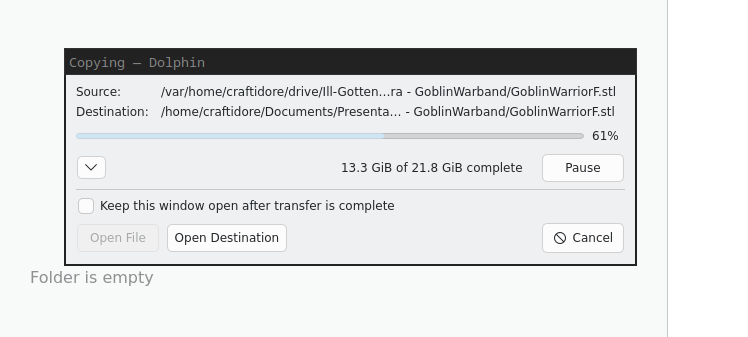 Copying — Dolphin
Source: /var/home/craftidore/drive/Ill-Gotten...ra - GoblinWarband/GoblinWarriorF.stl
Destination: /home/craftidore/Documents/Presenta... - GoblinWarband/GoblinWarriorF.stl
61%
13.3 GiB of 21.8 GiB complete Pause
Keep this window open after transfer is complete
Open File Open Destination Cancel
Folder is empty